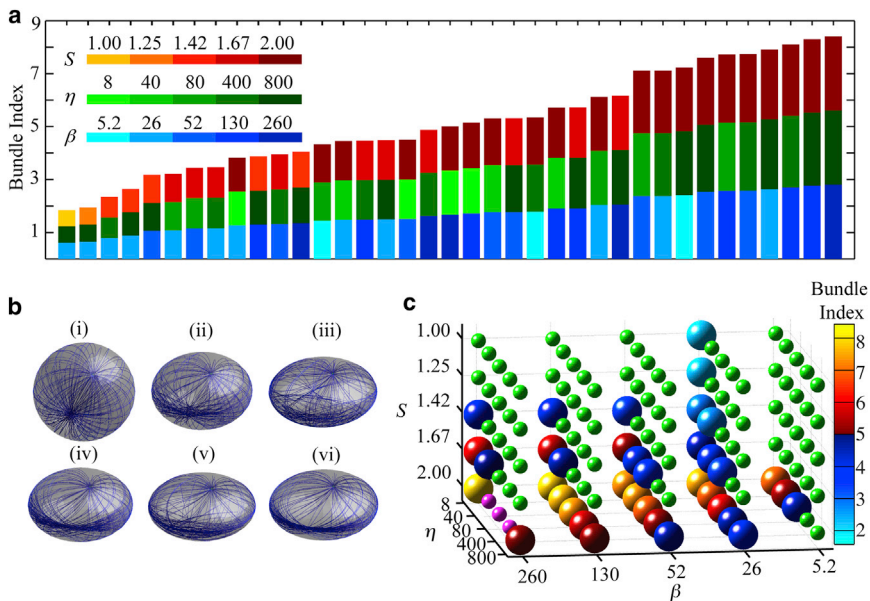 a
9
7
5
3
1
Bundle Index
1.00 1.25 1.42 1.67 2.00
S
8 40 80 400 800
η
5.2 26 52 130 260
β
b
(i) (ii) (iii)
(iv) (v) (vi)
c
Bundle
Index
8
7
6
5
4
3
2
1.00
1.25
1.42
1.67
2.00
S
8
40
80
400
800
η
260 130 52 26 5.2
β